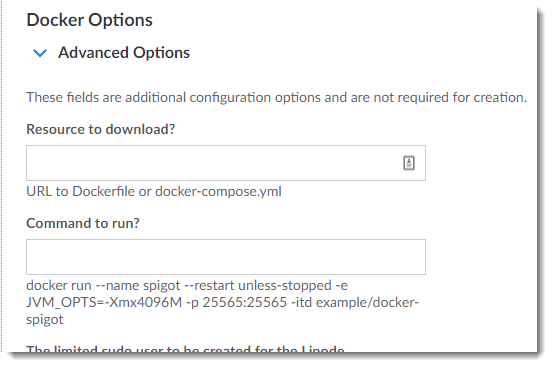 Docker Options
Advanced Options
These fields are additional configuration options and are not required for creation.
Resource to download?
URL to Dockerfile or docker-compose.yml
Command to run?
docker run --name spigot --restart unless-stopped -e
JVM_OPTS=-Xmx4096M -p 25565:25565 -itd example/docker-
spigot
The limited sudo user to be created for the Linode